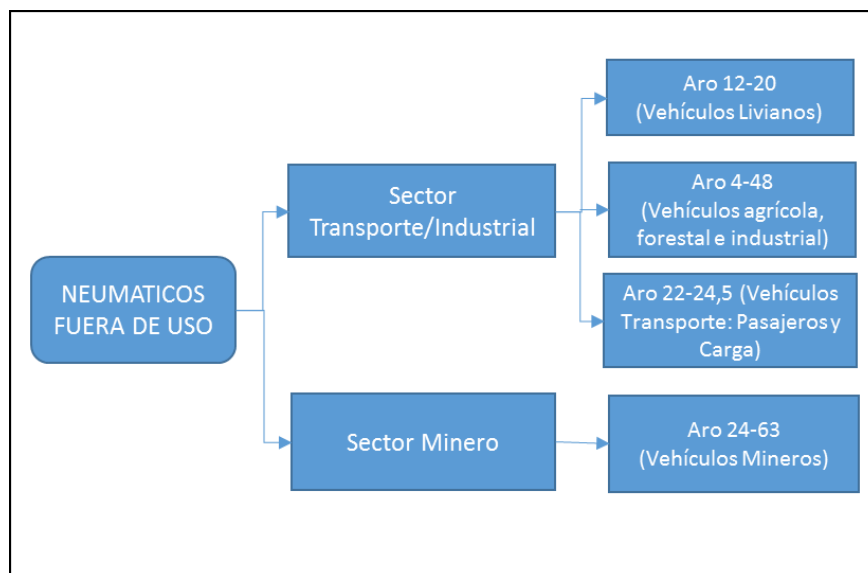 NEUMATICOS
FUERA DE USO
Sector
Transporte/Industrial
Sector Minero
Aro 12-20
(Vehículos Livianos)
Aro 4-48
(Vehículos agrícola,
forestal e industrial)
Aro 22-24,5 (Vehículos
Transporte: Pasajeros y
Carga)
Aro 24-63
(Vehículos Mineros)